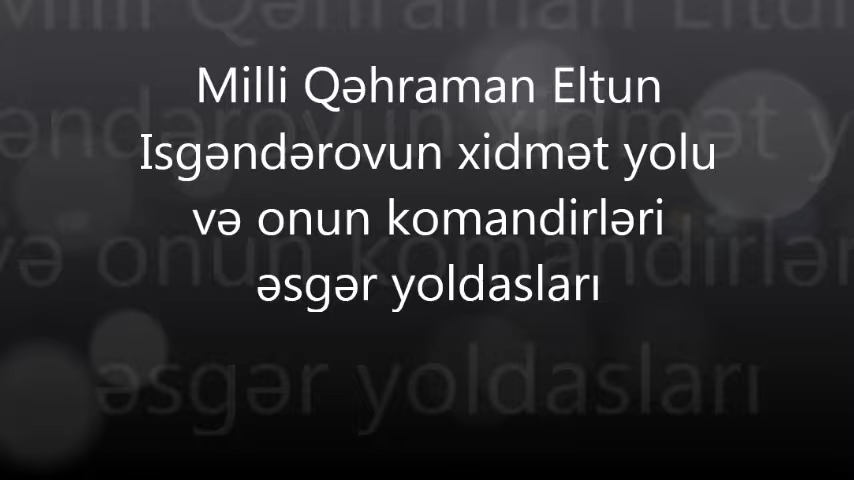 Milli Qəhraman Eltun
Isgəndərovun xidmət yolu
və onun komandirləri
əsgər yoldasları